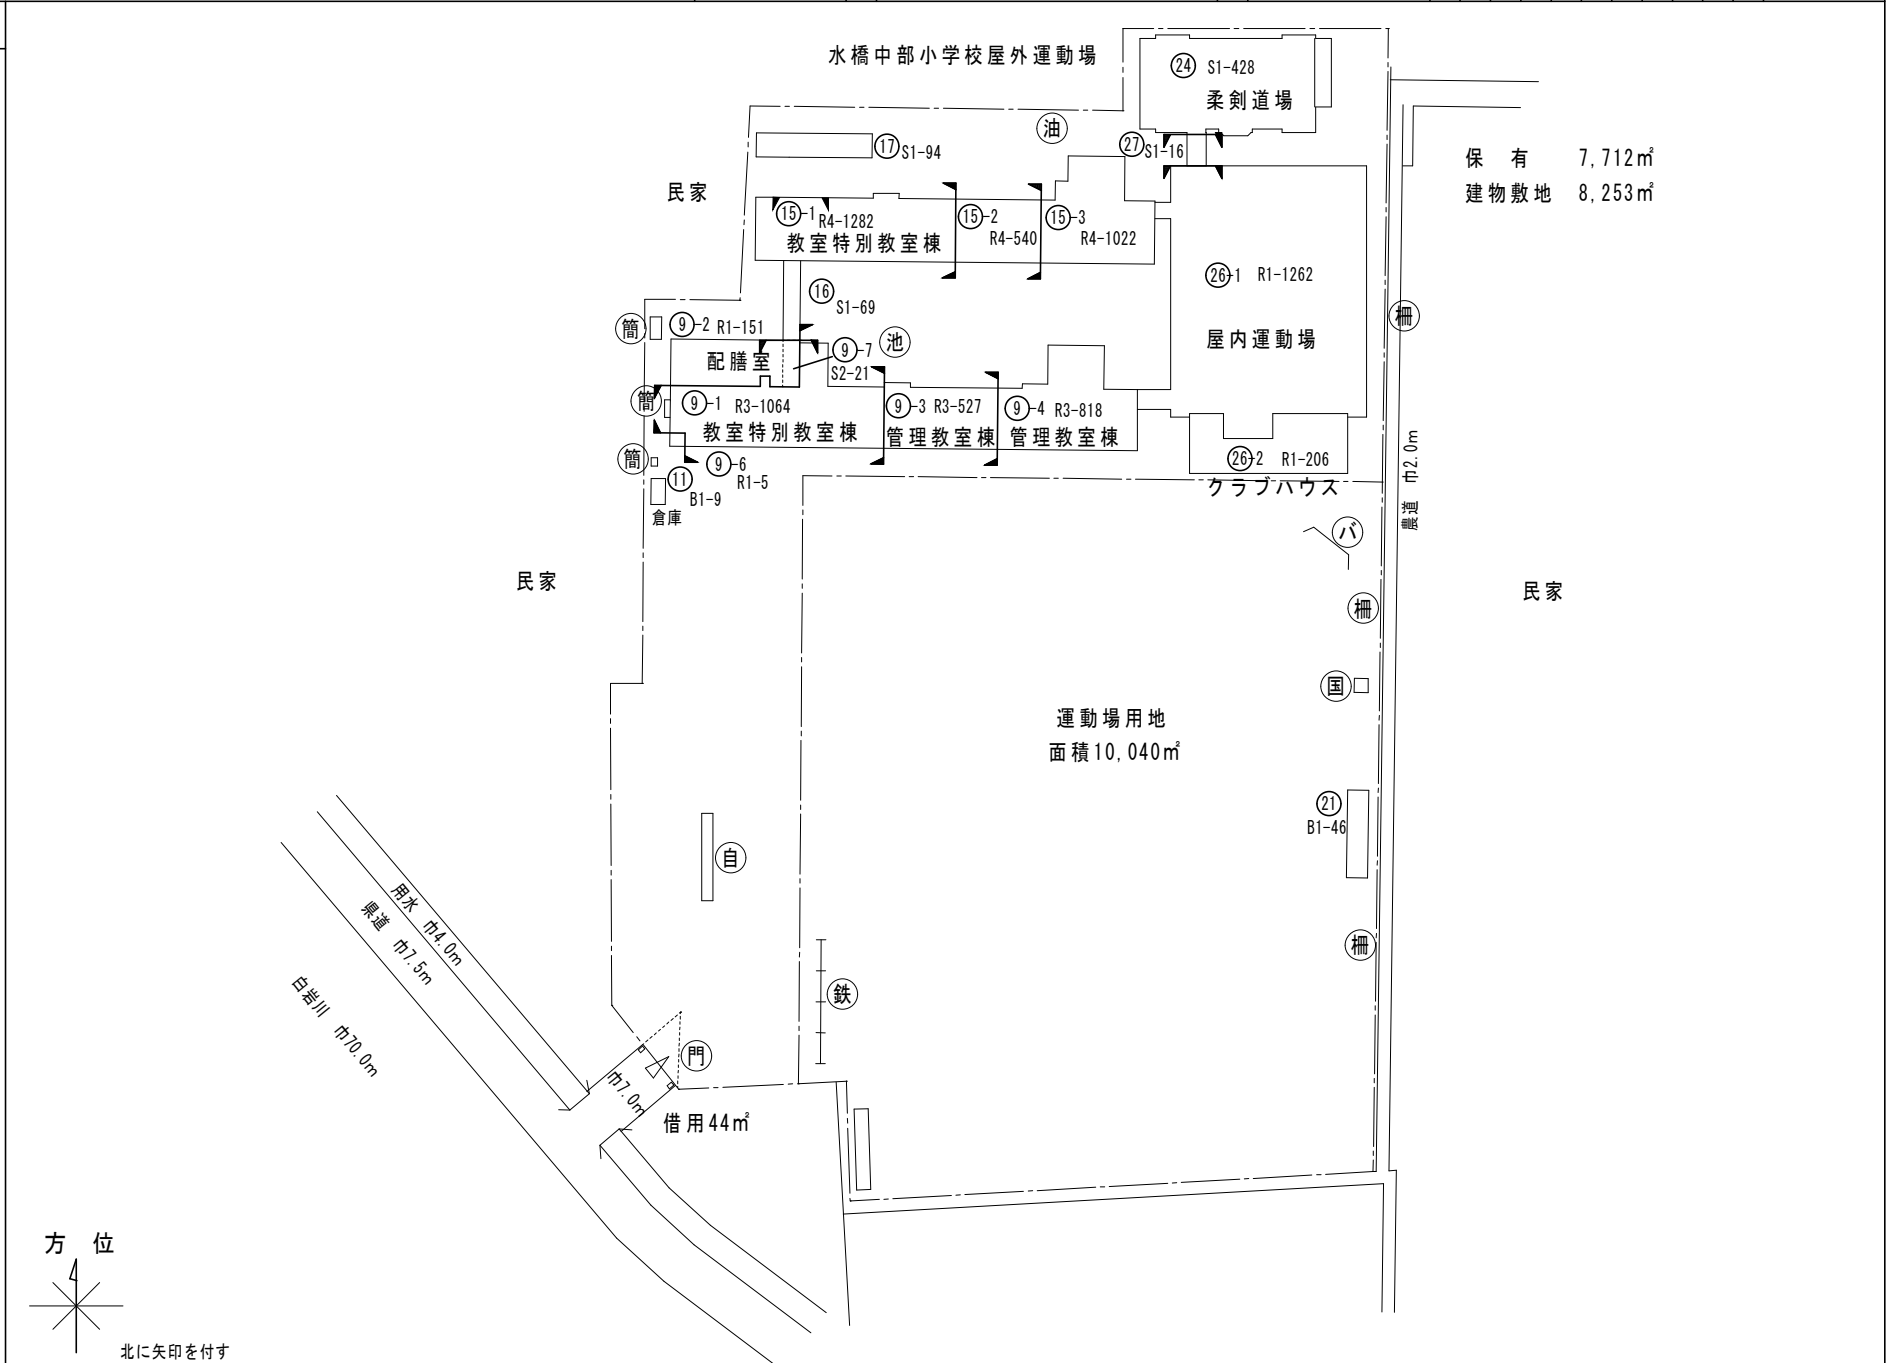 水橋中部小学校屋外運動場
24 S1-428
柔剣道場
油
27 S1-16
17 S1-94
保 有 7,712㎡
建物敷地 8,253㎡
民家
15-1 R4-1282
教室特別教室棟
15-2
R4-540
15-3
R4-1022
26-1 R1-1262
屋内運動場
16
S1-69
柵
簡
9-2 R1-151
配膳室
9-7
S2-21
池
簡
9-1 R3-1064
教室特別教室棟
9-3 R3-527
管理教室棟
9-4 R3-818
管理教室棟
簡
9-6
R1-5
11
B1-9
倉庫
26-2 R1-206
クラブハウス
農道 巾2.0m
バ
民家
民家
柵
国
運動場用地
面積10,040㎡
21
B1-46
自
柵
用水 巾4.0m
県道 巾7.5m
白岩川 巾70.0m
鉄
門
巾7.0m
借用44㎡
方 位
北に矢印を付す